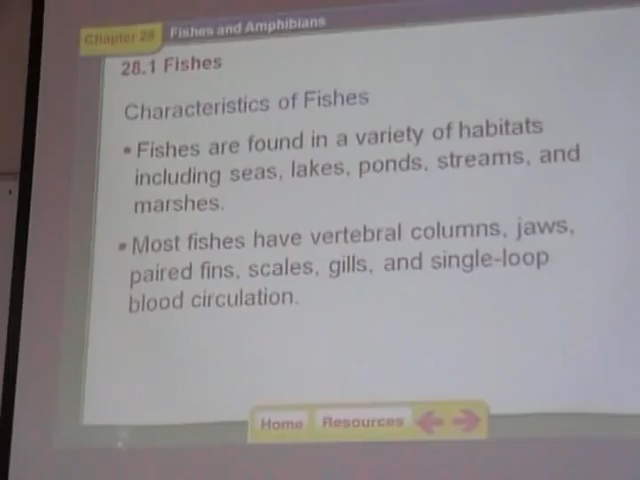 Chapter 28 Fishes and Amphibians
28.1 Fishes
Characteristics of Fishes
▪ Fishes are found in a variety of habitats
including seas, lakes, ponds, streams, and
marshes.
▪ Most fishes have vertebral columns, jaws,
paired fins, scales, gills, and single-loop
blood circulation.
Home Resources